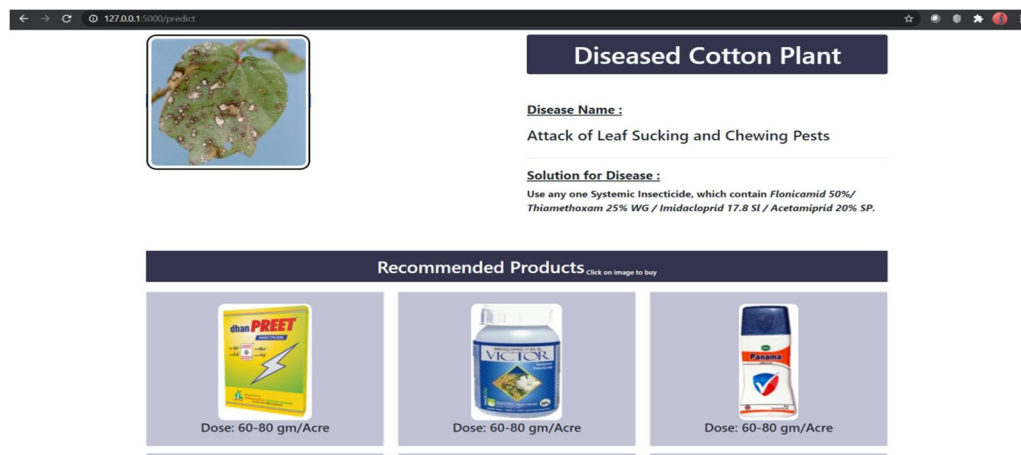 127.0.0.1:5000/predict
Diseased Cotton Plant
Disease Name :
Attack of Leaf Sucking and Chewing Pests
Solution for Disease :
Use any one Systemic Insecticide, which contain Flonicamid 50%/
Thiamethoxam 25% WG / Imidacloprid 17.8 Sl / Acetamiprid 20% SP.
Recommended Products Click on image to buy
dhan PREET
INSECTICIDE
VICTOR
Panama
Dose: 60-80 gm/Acre
Dose: 60-80 gm/Acre
Dose: 60-80 gm/Acre